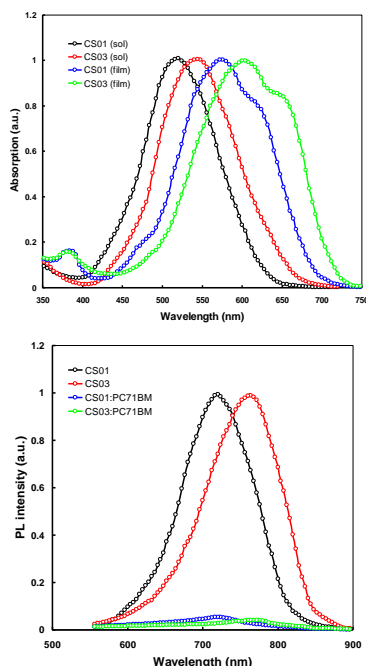 1.2
1
0.8
0.6
0.4
0.2
0
Absorption (a.u.)
CS01 (sol)
CS03 (sol)
CS01 (film)
CS03 (film)
350 400 450 500 550 600 650 700 750
Wavelength (nm)
1.2
1
0.8
0.6
0.4
0.2
0
PL intensity (a.u.)
CS01
CS03
CS01:PC71BM
CS03:PC71BM
500 600 700 800 900
Wavelength (nm)